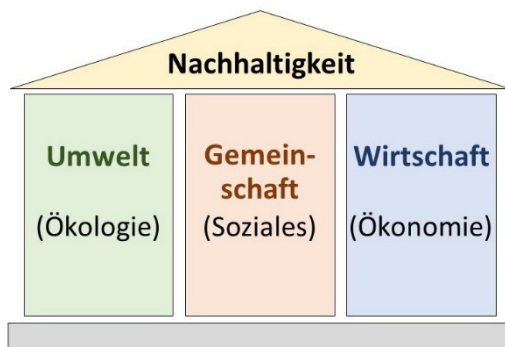 Nachhaltigkeit
Umwelt
(Ökologie)
Gemein-
schaft
(Soziales)
Wirtschaft
(Ökonomie)